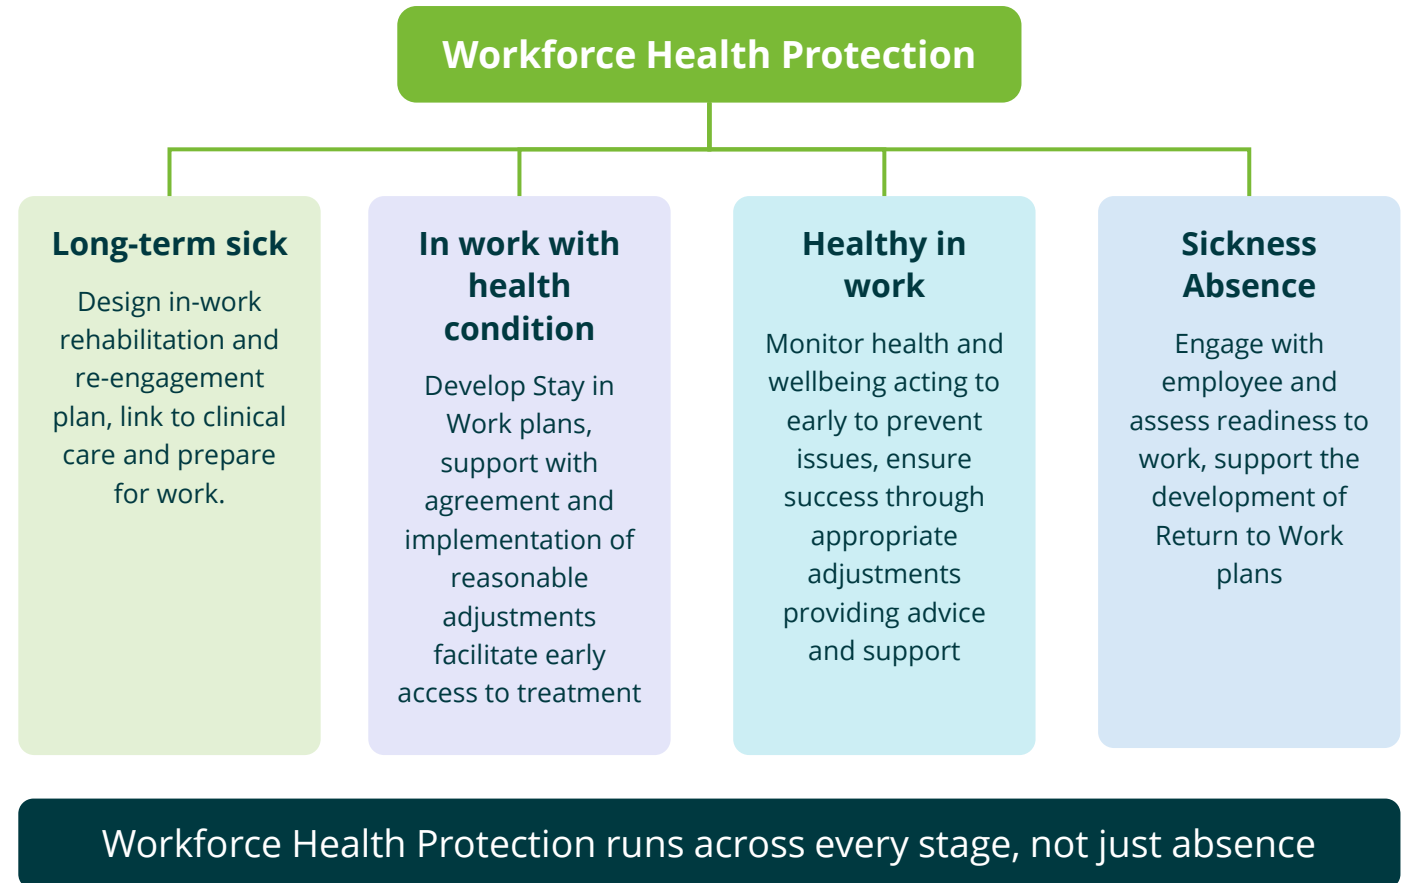 Workforce Health Protection
Long-term sick
Design in-work
rehabilitation and
re-engagement
plan, link to clinical
care and prepare
for work.
In work with
health
condition
Develop Stay in
Work plans,
support with
agreement and
implementation of
reasonable
adjustments
facilitate early
access to treatment
Healthy in
work
Monitor health and
wellbeing acting to
early to prevent
issues, ensure
success through
appropriate
adjustments
providing advice
and support
Sickness
Absence
Engage with
employee and
assess readiness to
work, support the
development of
Return to Work
plans
Workforce Health Protection runs across every stage, not just absence